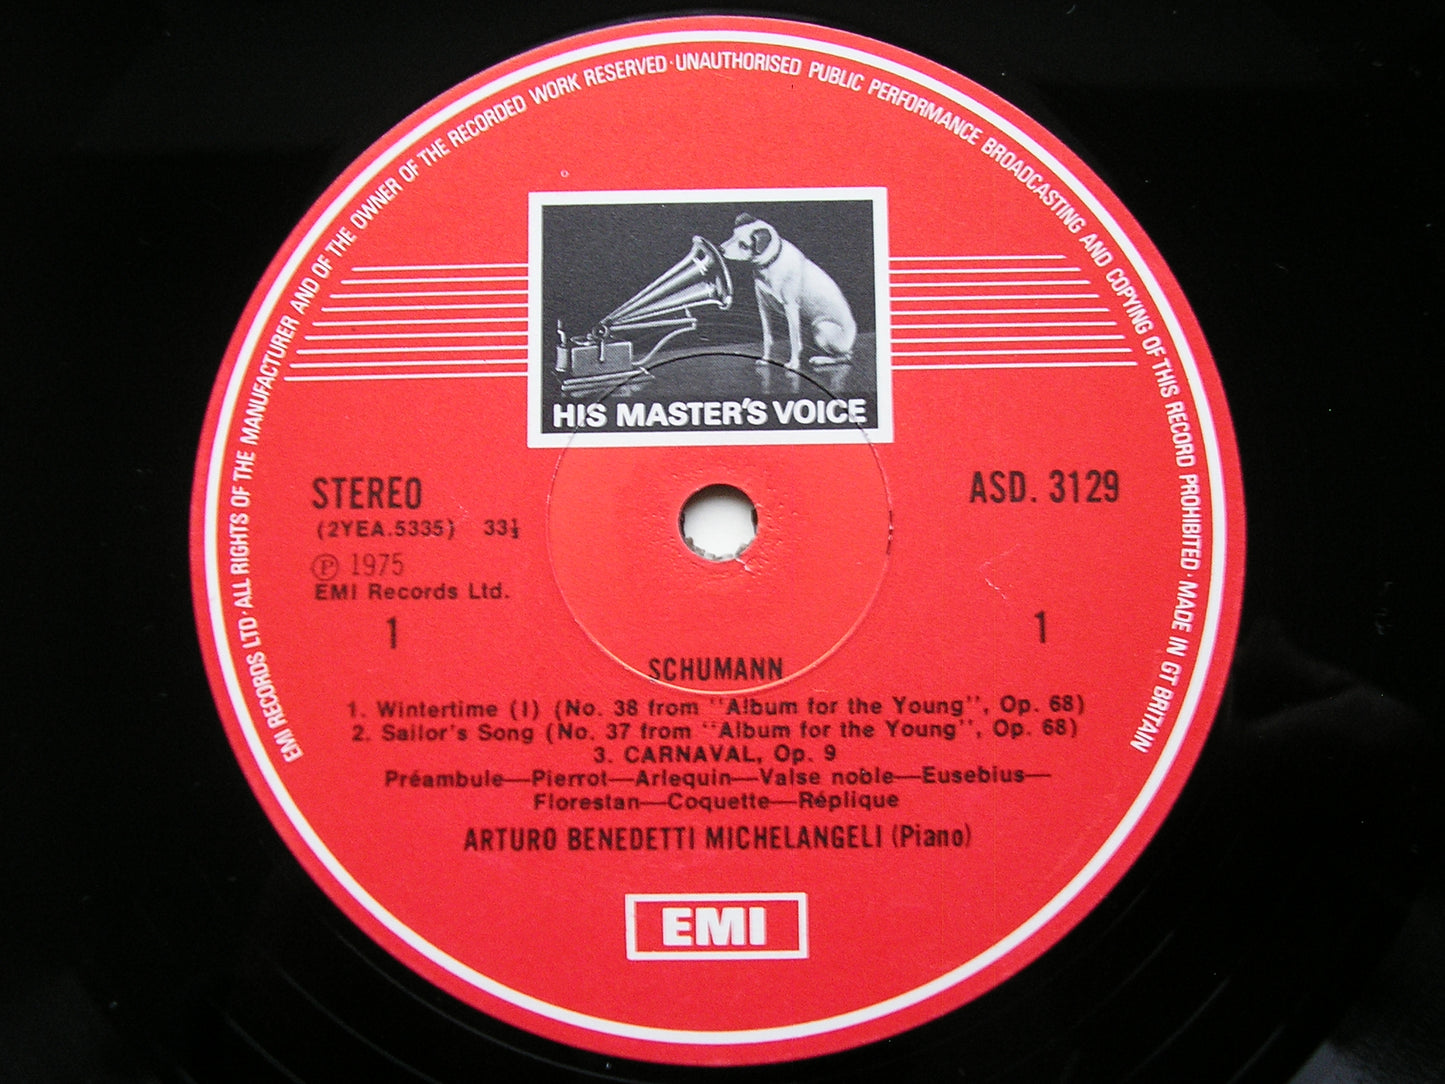 EMI RECORDS LTD·ALL RIGHTS OF THE MANUFACTURER AND OF THE OWNER OF THE RECORDED WORK RESERVED·UNAUTHORISED PUBLIC PERFORMANCE BROADCASTING AND COPYING OF THIS RECORD PROHIBITED·MADE IN GT BRITAIN
HIS MASTER'S VOICE
STEREO
ASD. 3129
(2YEA.5335) 33⅓
℗ 1975
EMI Records Ltd.
1
1
SCHUMANN
1. Wintertime (I) (No. 38 from "Album for the Young", Op. 68)
2. Sailor's Song (No. 37 from "Album for the Young", Op. 68)
3. CARNAVAL, Op. 9
Préambule—Pierrot—Arlequin—Valse noble—Eusebius—
Florestan—Coquette—Réplique
ARTURO BENEDETTI MICHELANGELI (Piano)
EMI